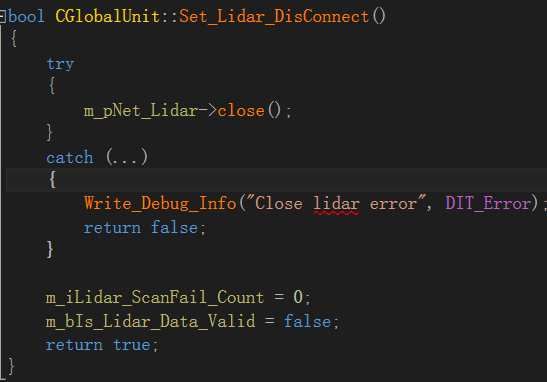 bool CGlobalUnit::Set_Lidar_DisConnect()
{
try
{
m_pNet_Lidar->close();
}
catch (...)
{
Write_Debug_Info("Close lidar error", DIT_Error);
return false;
}
m_iLidar_ScanFail_Count = 0;
m_bIs_Lidar_Data_Valid = false;
return true;
}